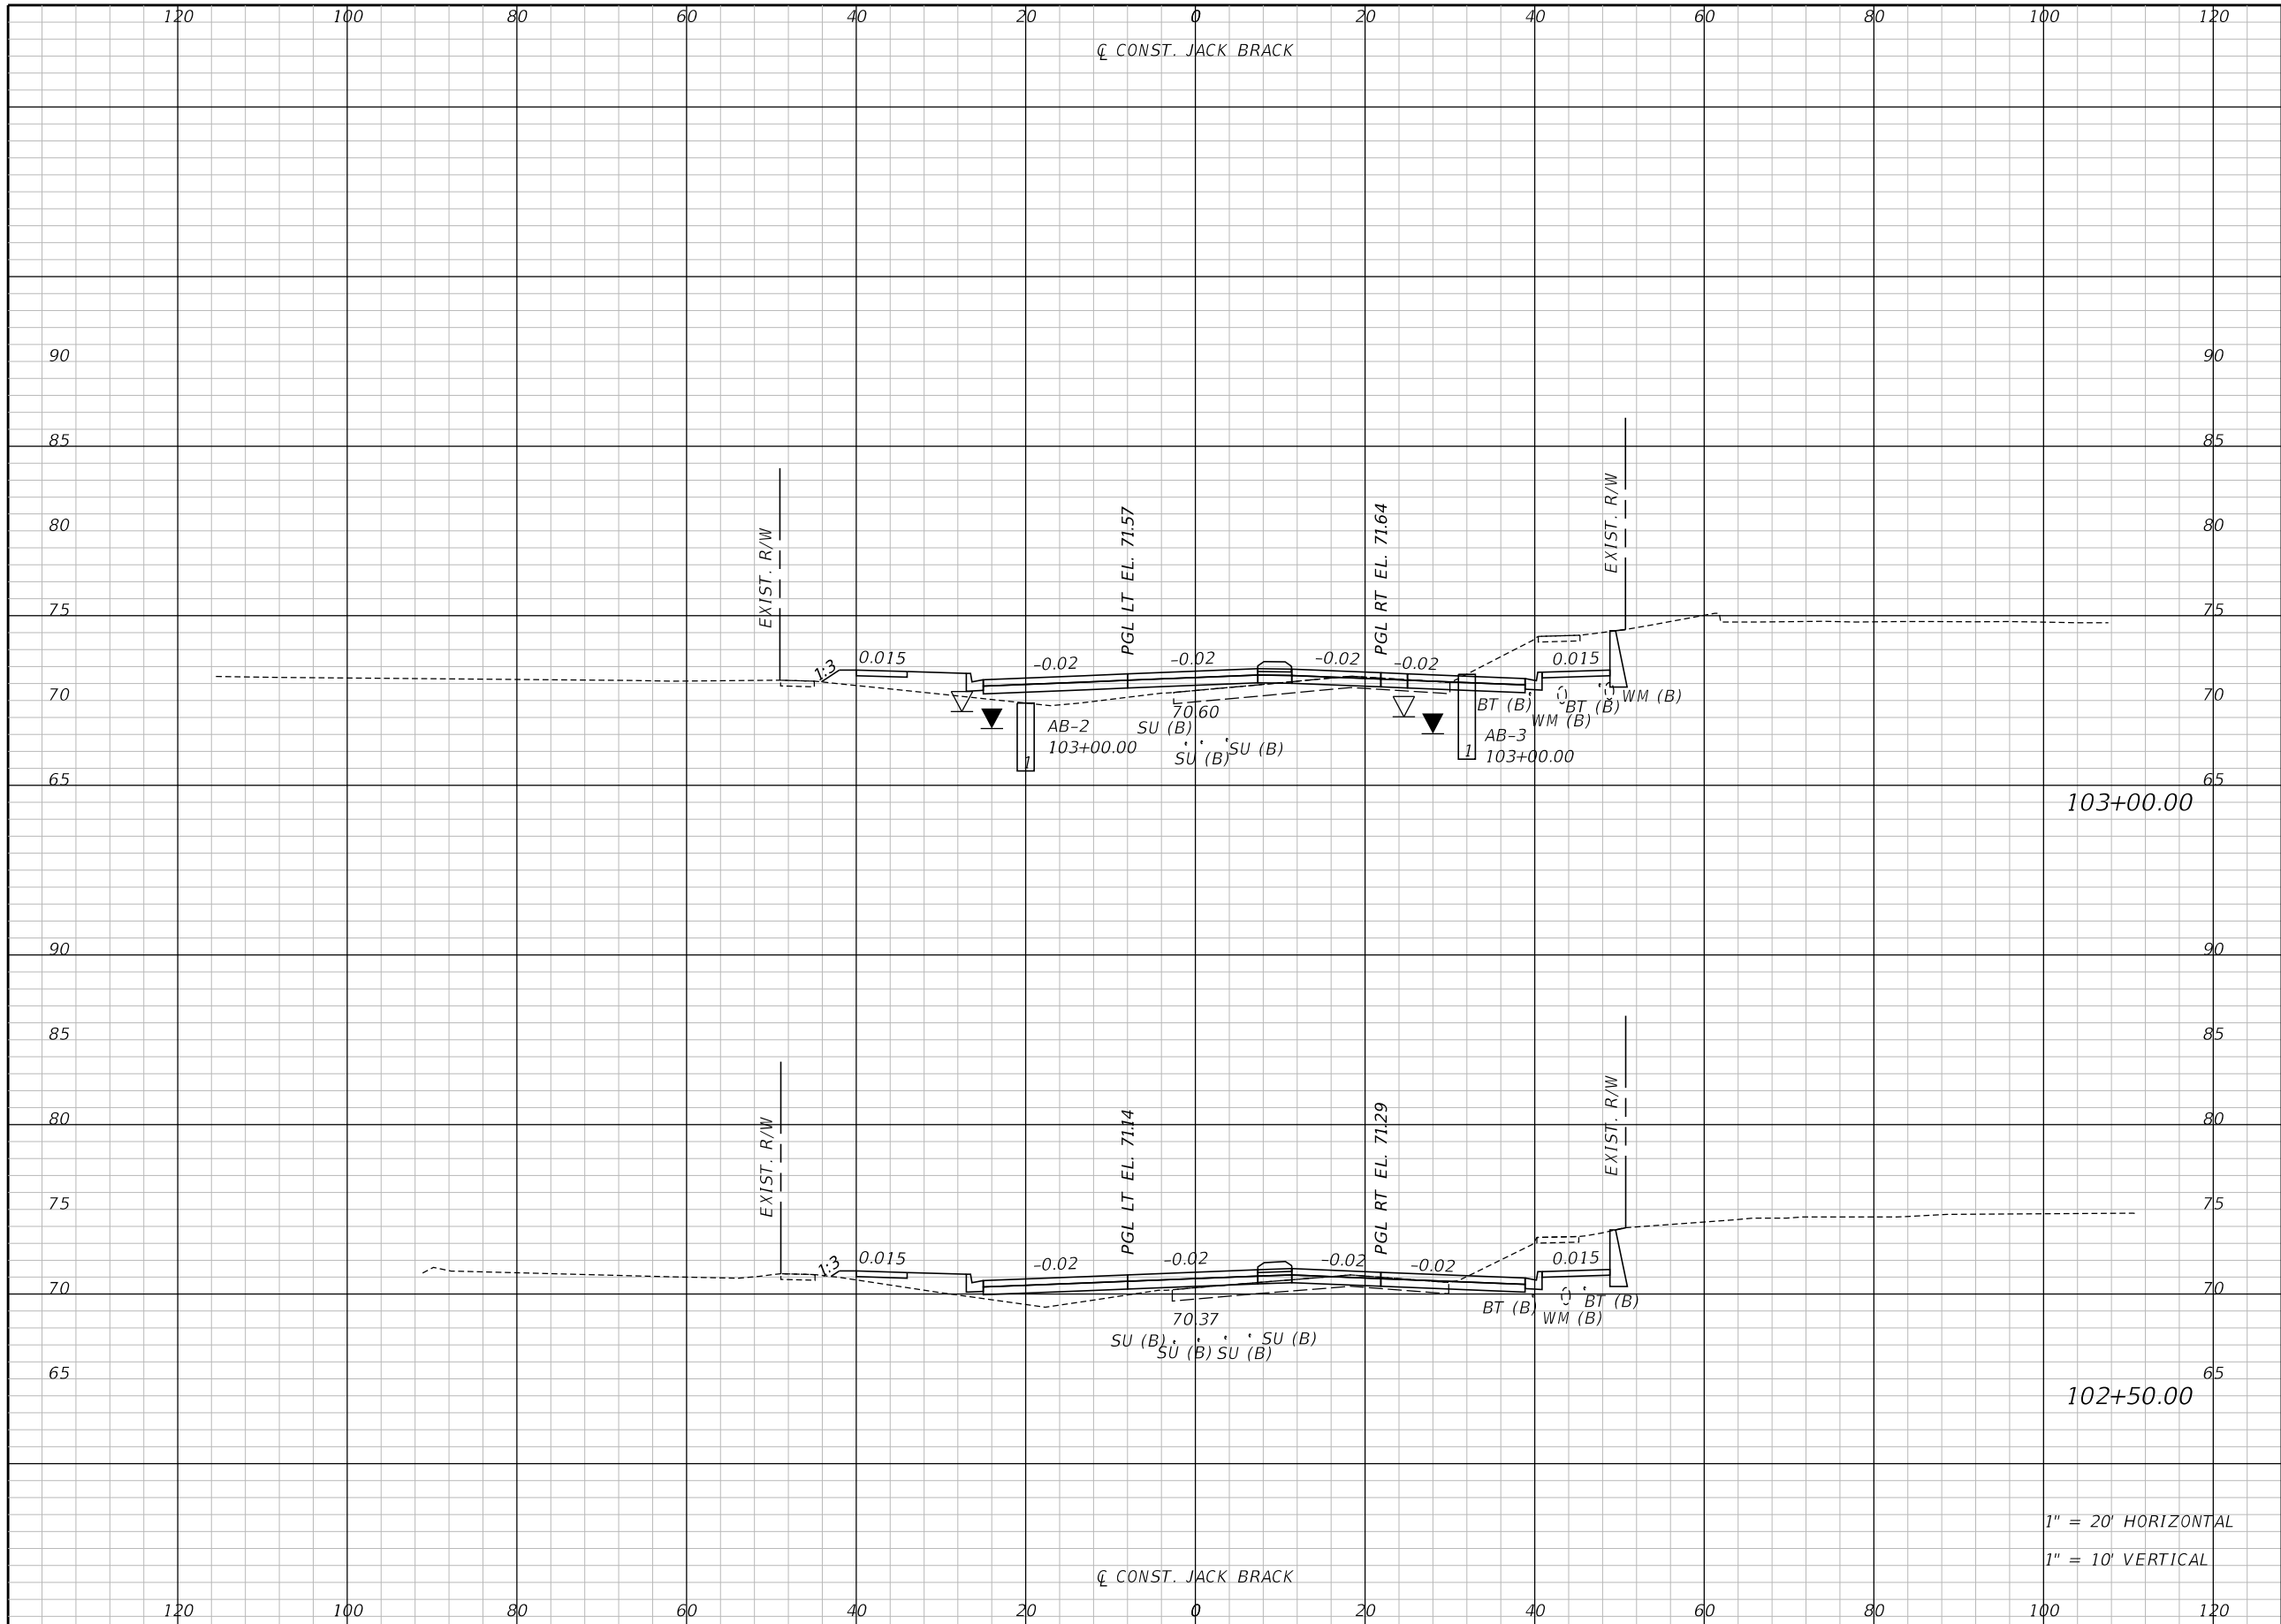 120 100 80 60 40 20 0 20 40 60 80 100 120
℄ CONST. JACK BRACK
90 90
85 85
EXIST. R/W
80 80
EXIST. R/W
PGL LT EL. 71.57
PGL RT EL. 71.64
75 75
1:3 0.015 -0.02 -0.02 -0.02 -0.02 0.015
70 70
BT (B) BT (B) WM (B)
70.60
WM (B)
AB-2
SU (B)
AB-3
103+00.00
SU (B)
SU (B)
103+00.00
1 1
65 65
103+00.00
90 90
85 85
80 80
EXIST. R/W
EXIST. R/W
PGL LT EL. 71.14
PGL RT EL. 71.29
75 75
1:3 0.015 -0.02 -0.02 -0.02 -0.02 0.015
70 70
BT (B) BT (B)
70.37
WM (B)
SU (B) SU (B)
SU (B) SU (B)
65 65
102+50.00
1" = 20' HORIZONTAL
1" = 10' VERTICAL
℄ CONST. JACK BRACK
120 100 80 60 40 20 0 20 40 60 80 100 120